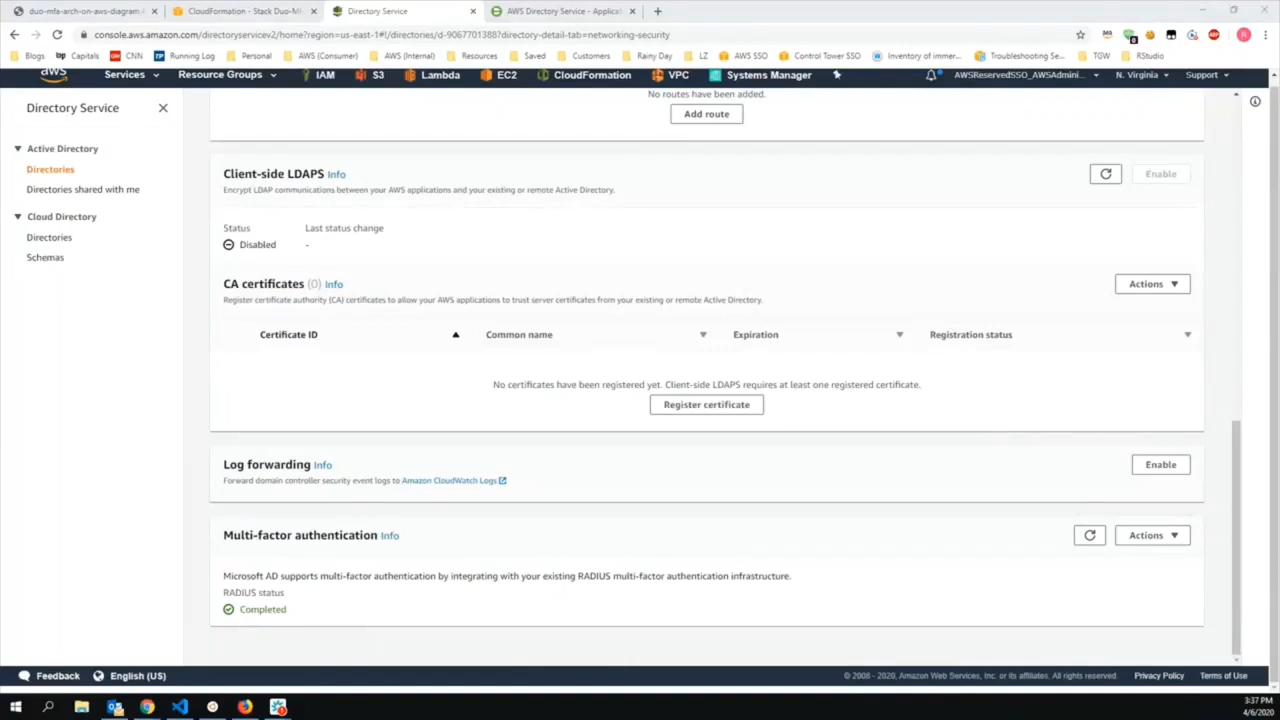 duo-mfa-arch-on-aws-diagram.
CloudFormation - Stack Duo-M
Directory Service
AWS Directory Service - Applicat
console.aws.amazon.com/directoryservicev2/home?region=us-east-1#!/directories/d-9067701388?directory-detail-tab=networking-security
Blogs
Capitals
CNN
Running Log
Personal
AWS (Consumer)
AWS (Internal)
Resources
Saved
Customers
Rainy Day
LZ
AWS SSO
Control Tower SSO
Inventory of immer...
Troubleshooting Se...
TGW
RStudio
aws
Services
Resource Groups
IAM
S3
Lambda
EC2
CloudFormation
VPC
Systems Manager
AWSReservedSSO_AWSAdmini...
N. Virginia
Support
Directory Service
Active Directory
Directories
Directories shared with me
Cloud Directory
Directories
Schemas
No routes have been added.
Add route
Client-side LDAPS Info
Enable
Encrypt LDAP communications between your AWS applications and your existing or remote Active Directory.
Status
Last status change
Disabled
-
CA certificates (0) Info
Actions
Register certificate authority (CA) certificates to allow your AWS applications to trust server certificates from your existing or remote Active Directory.
Certificate ID
Common name
Expiration
Registration status
No certificates have been registered yet. Client-side LDAPS requires at least one registered certificate.
Register certificate
Log forwarding Info
Enable
Forward domain controller security event logs to Amazon CloudWatch Logs
Multi-factor authentication Info
Actions
Microsoft AD supports multi-factor authentication by integrating with your existing RADIUS multi-factor authentication infrastructure.
RADIUS status
Completed
Feedback
English (US)
© 2008 - 2020, Amazon Web Services, Inc. or its affiliates. All rights reserved.
Privacy Policy
Terms of Use
3:37 PM
4/6/2020